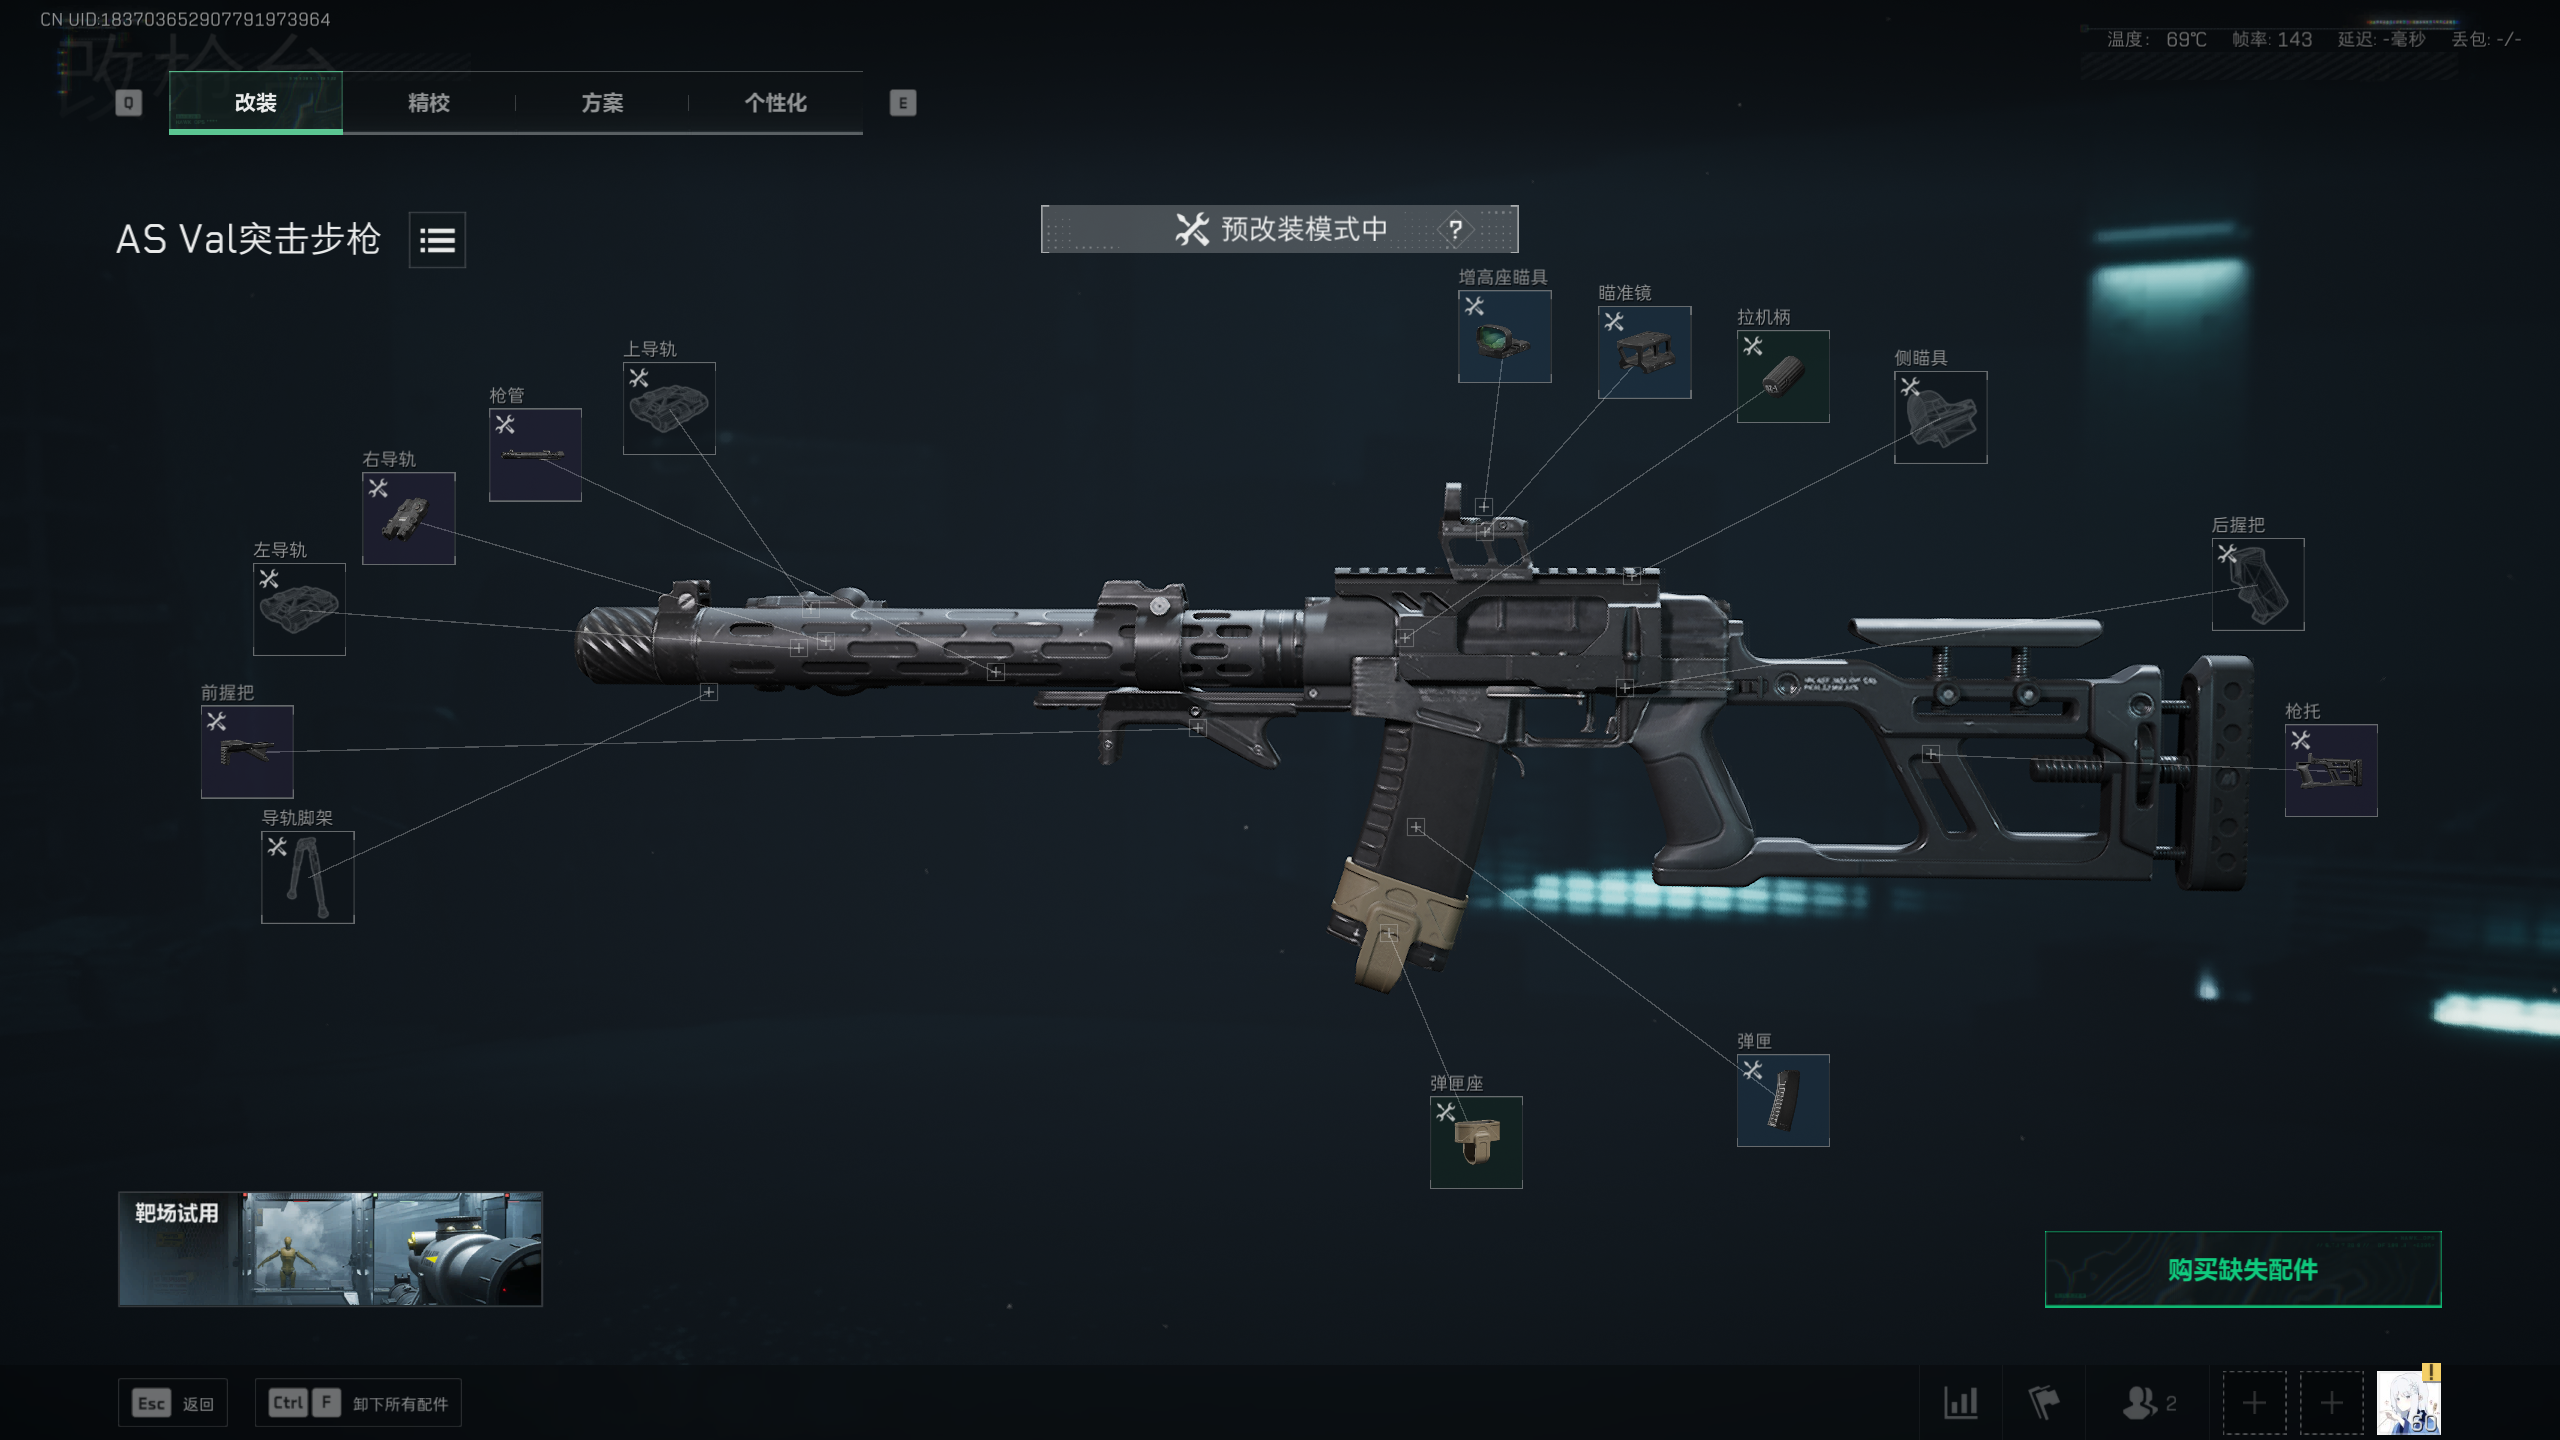 CN UID:183703652907791973964
改枪台
温度: 69℃ 帧率: 143 延迟: -毫秒 丢包: -/-
Q 改装 精校 方案 个性化 E
AS Val突击步枪
预改装模式中 ?
增高座瞄具
瞄准镜
拉机柄
上导轨
侧瞄具
枪管
右导轨
后握把
左导轨
前握把
枪托
导轨脚架
弹匣
弹匣座
靶场试用
购买缺失配件
Esc 返回
Ctrl F 卸下所有配件
2
60